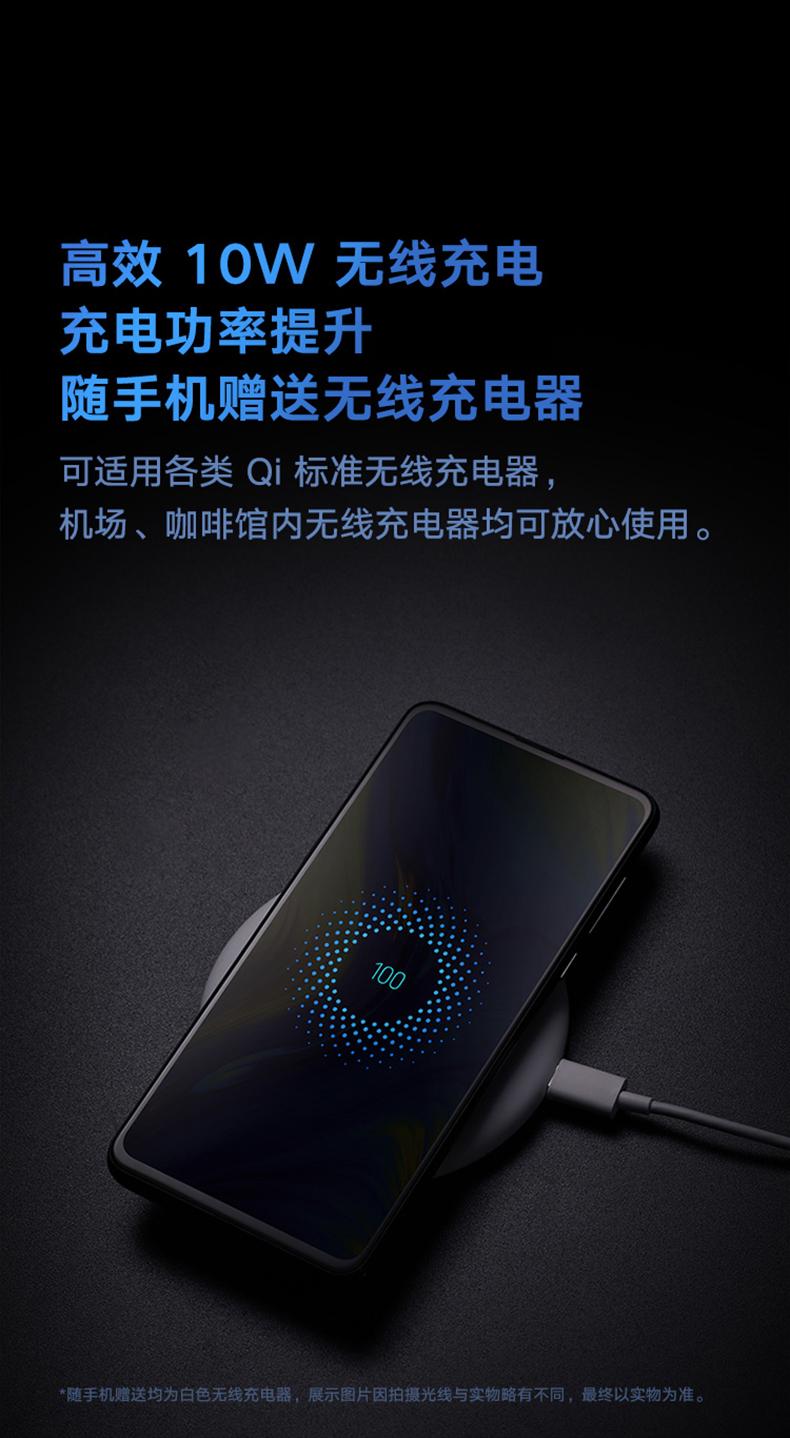 高效 10W 无线充电
充电功率提升
随手机赠送无线充电器
可适用各类 Qi 标准无线充电器，
机场、咖啡馆内无线充电器均可放心使用。
100
*随手机赠送均为白色无线充电器，展示图片因拍摄光线与实物略有不同，最终以实物为准。